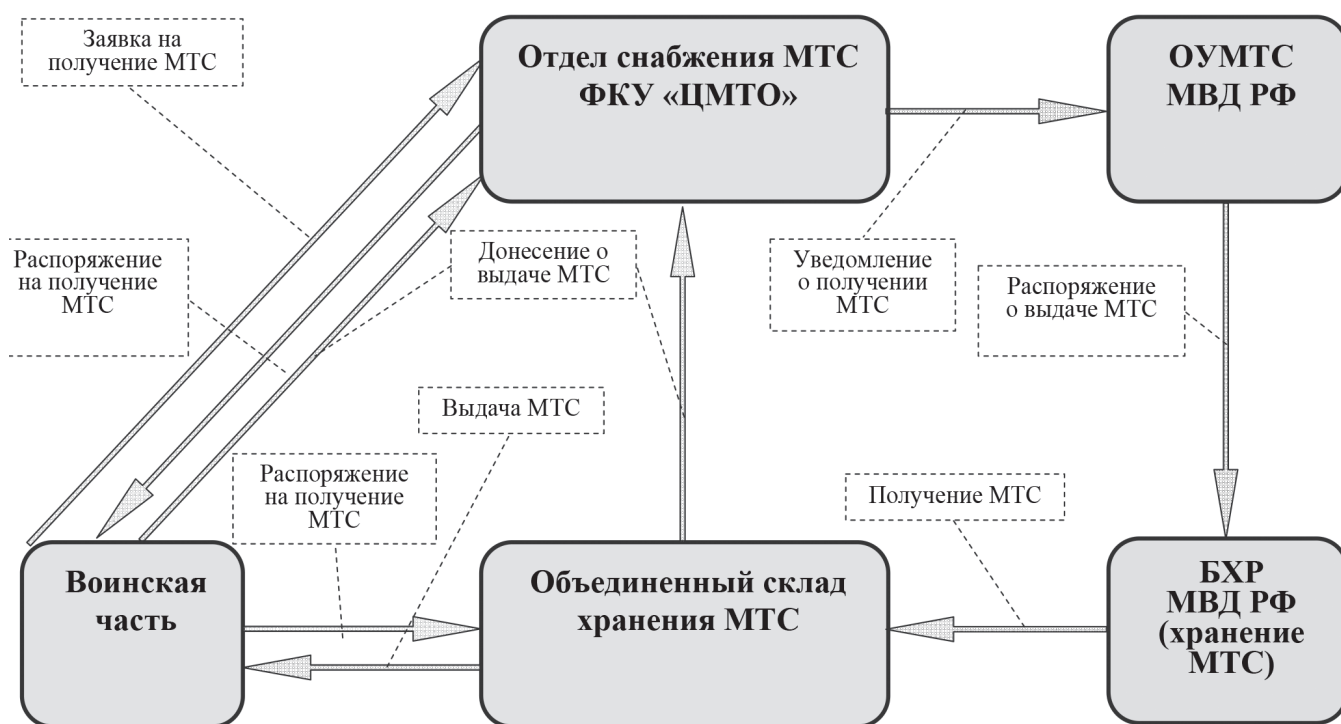 Заявка на
получение МТС
Отдел снабжения МТС
ФКУ «ЦМТО»
ОУМТС
МВД РФ
Распоряжение
на получение
МТС
Донесение о
выдаче МТС
Уведомление
о получении
МТС
Распоряжение
о выдаче МТС
Выдача МТС
Распоряжение
на получение
МТС
Получение МТС
Воинская
часть
Объединенный склад
хранения МТС
БХР
МВД РФ
(хранение
МТС)